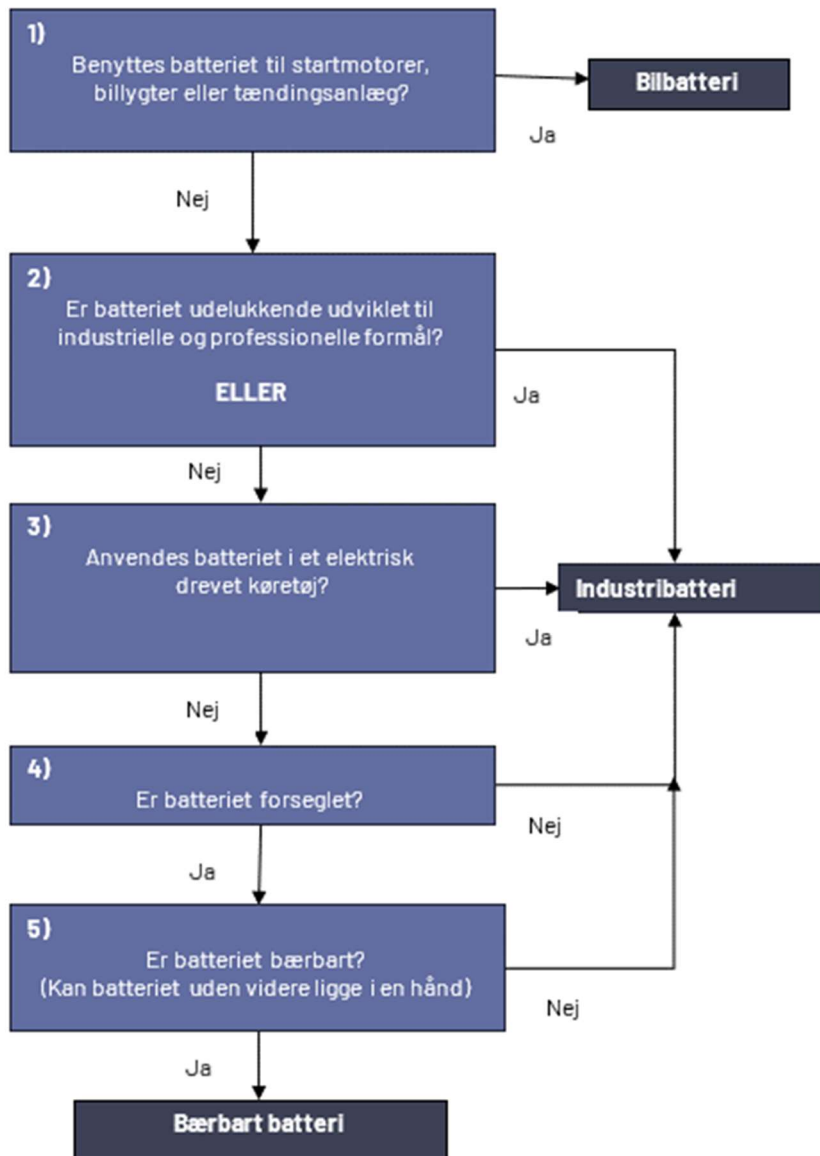 1)
Benyttes batteriet til startmotorer,
billygter eller tændingsanlæg?
Bilbatteri
Ja
Nej
2)
Er batteriet udelukkende udviklet til
industrielle og professionelle formål?
ELLER
Ja
Nej
3)
Anvendes batteriet i et elektrisk
drevet køretøj?
Industribatteri
Ja
Nej
4)
Er batteriet forseglet?
Nej
Ja
5)
Er batteriet bærbart?
(Kan batteriet uden videre ligge i en hånd)
Nej
Ja
Bærbart batteri